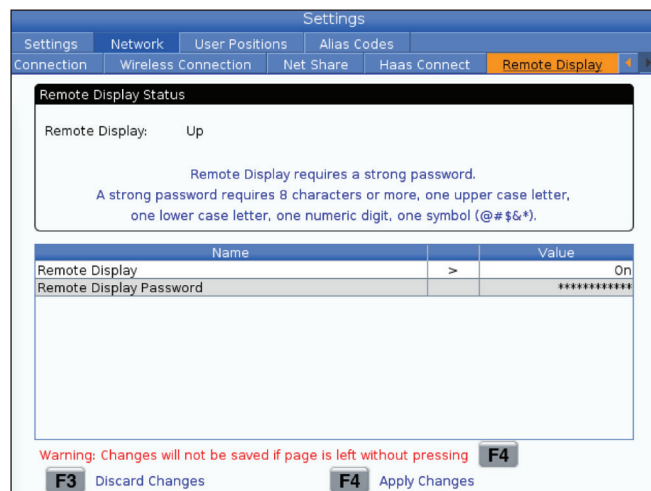 Settings
Settings Network User Positions Alias Codes
Connection Wireless Connection Net Share Haas Connect Remote Display
Remote Display Status
Remote Display: Up
Remote Display requires a strong password.
A strong password requires 8 characters or more, one upper case letter,
one lower case letter, one numeric digit, one symbol (@#$&*).
Name Value
Remote Display > On
Remote Display Password ************
Warning: Changes will not be saved if page is left without pressing F4
F3 Discard Changes F4 Apply Changes